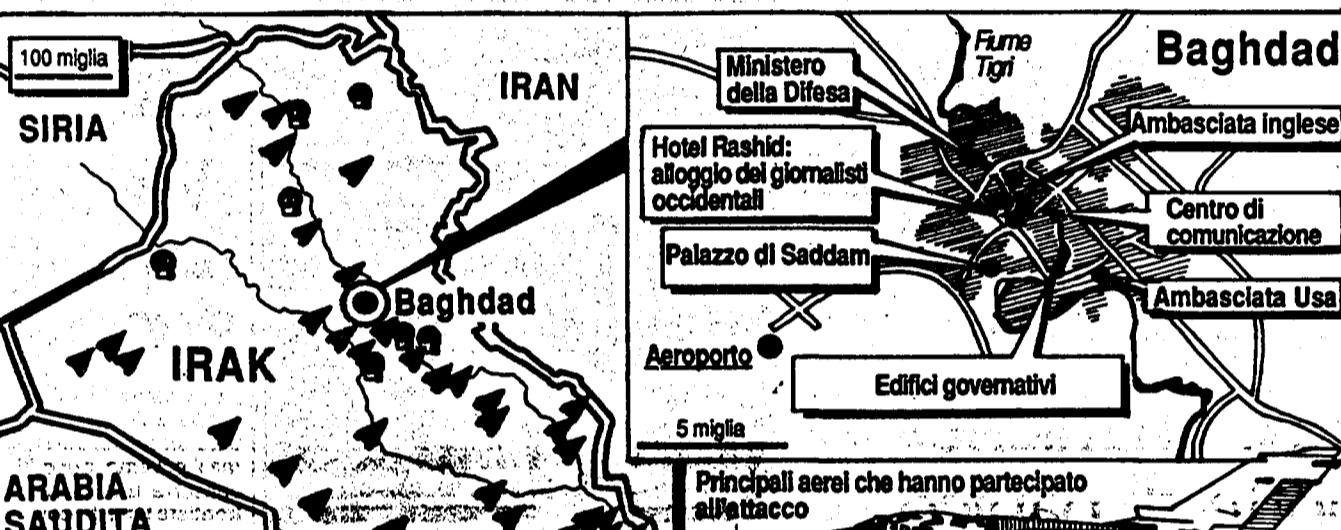 100 miglia
SIRIA
IRAN
Baghdad
IRAK
ARABIA
SAUDITA
Baghdad
Fiume
Tigri
Ministero
della Difesa
Ambasciata inglese
Hotel Rashid:
alloggio dei giornalisti
occidentali
Centro di
comunicazione
Palazzo di Saddam
Ambasciata Usa
Aeroporto
Edifici governativi
5 miglia
Principali aerei che hanno partecipato
all'attacco